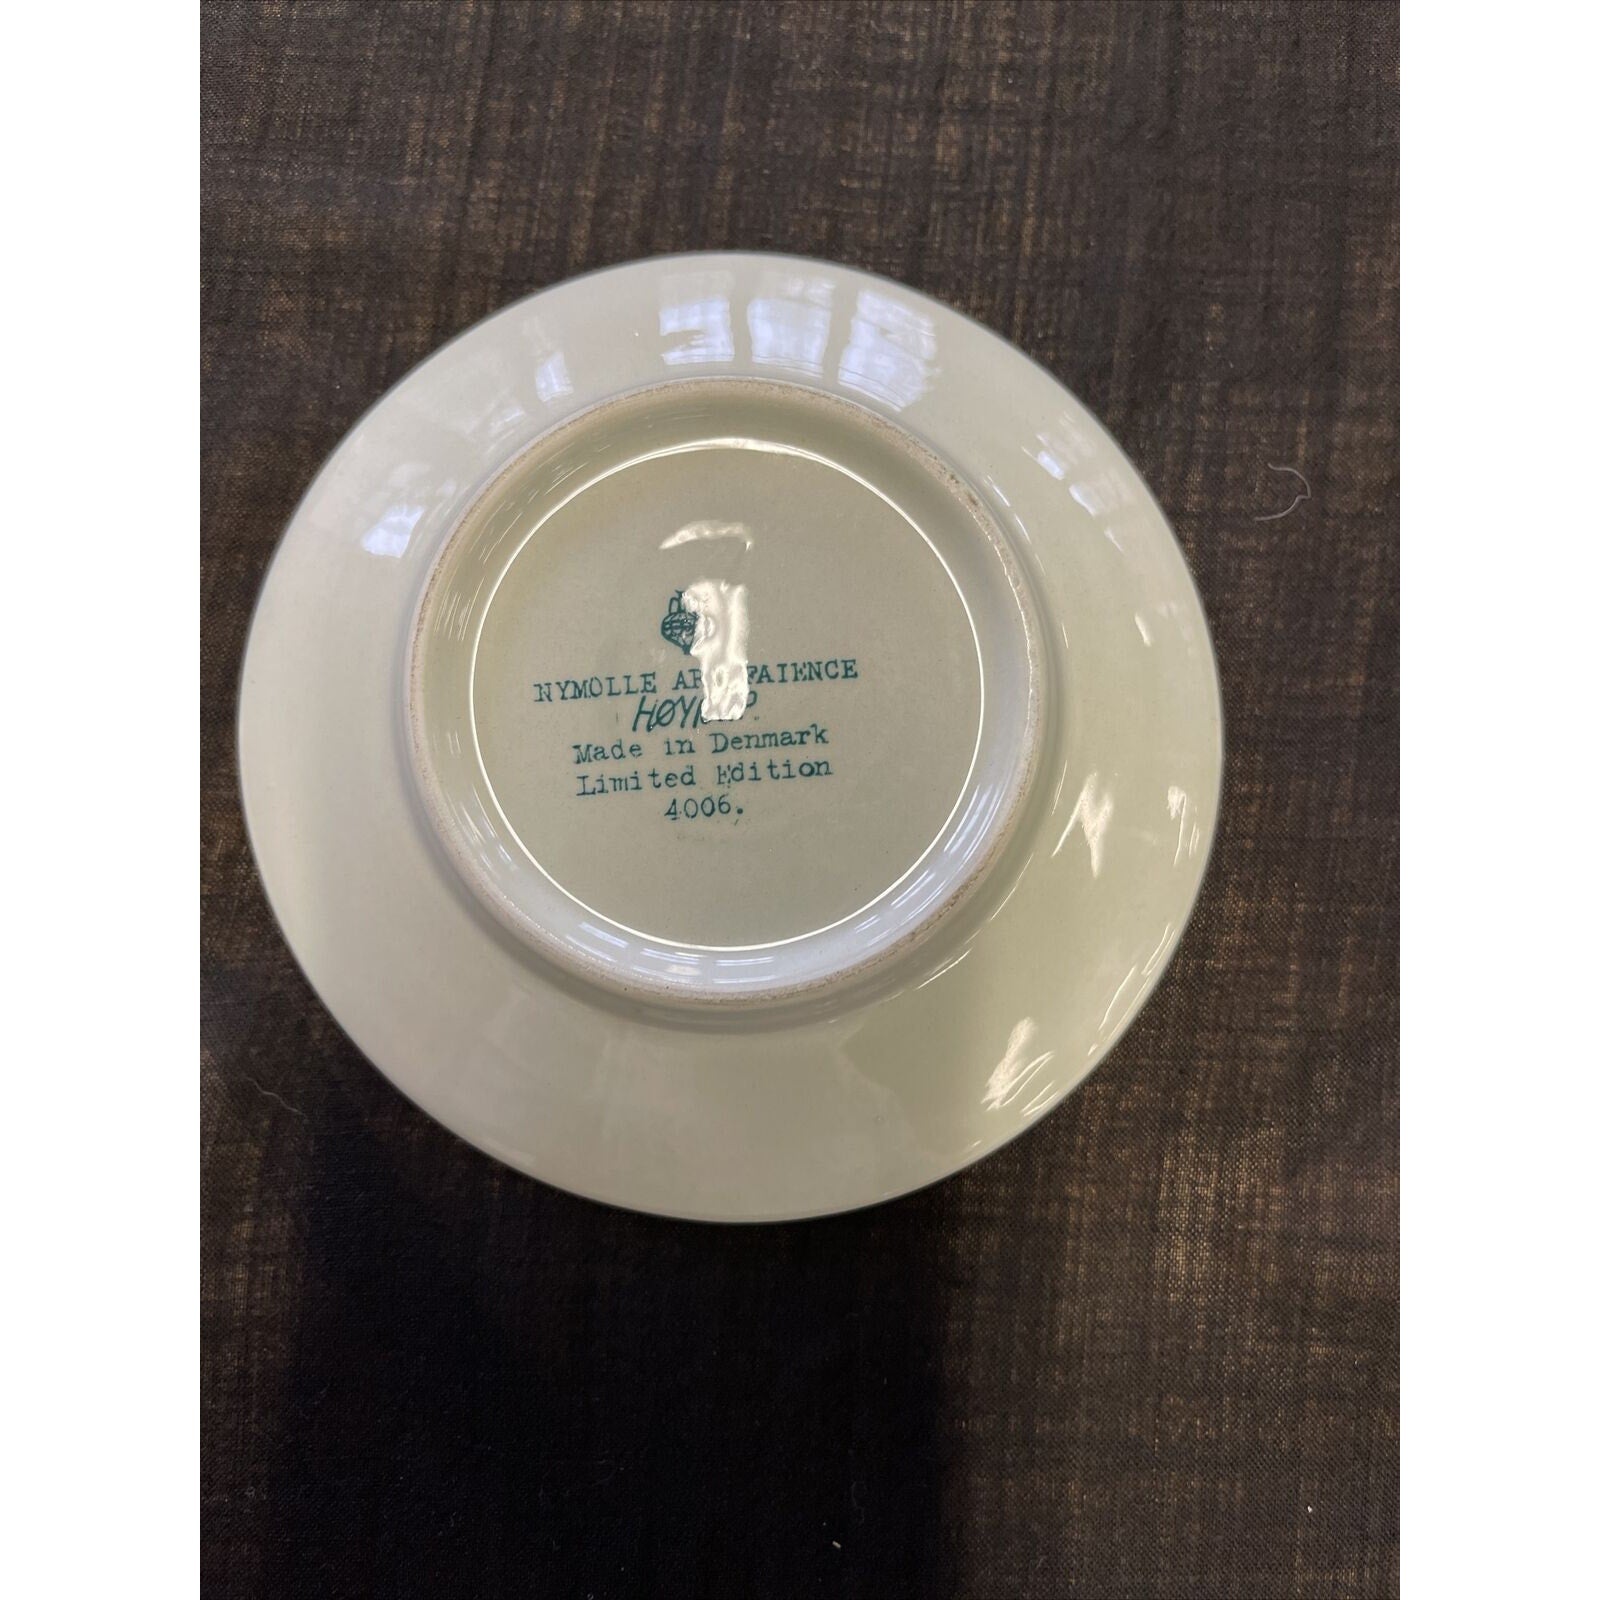 NYMOLLE FAIENCE
Made in Denmark
Limited Edition
4006.